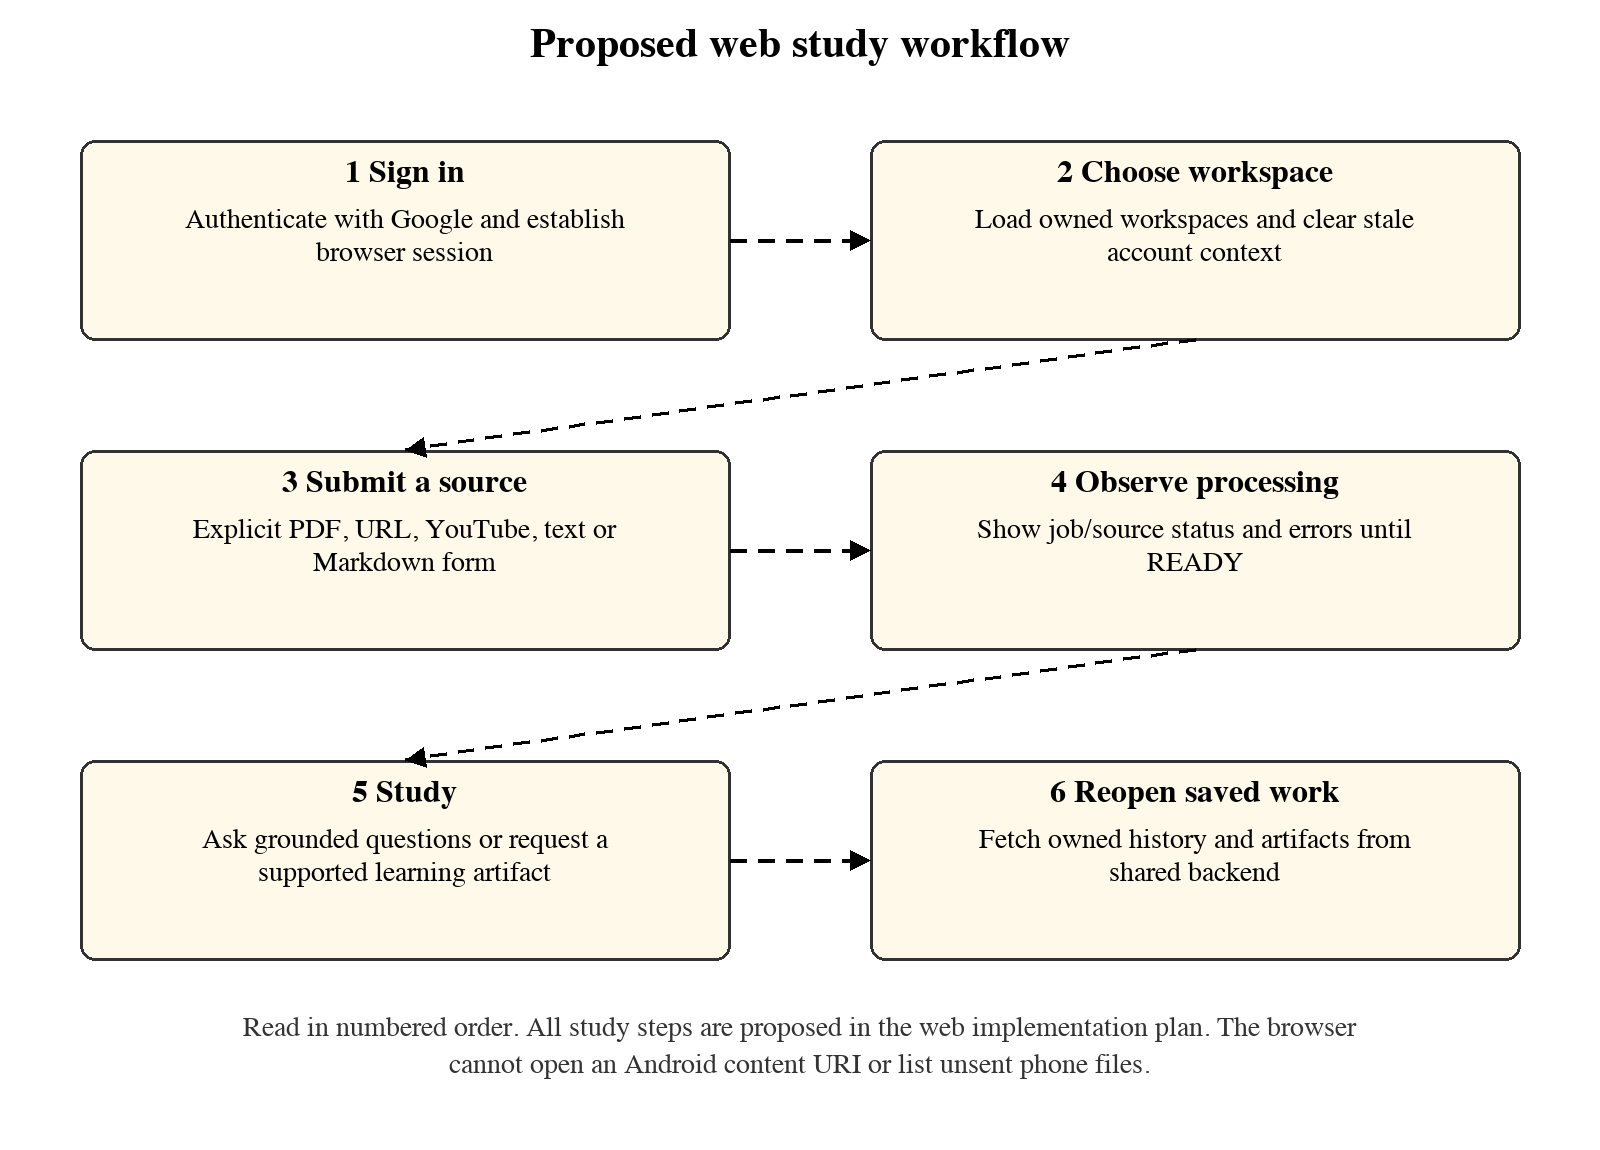 Proposed web study workflow
1 Sign in
Authenticate with Google and establish
browser session
2 Choose workspace
Load owned workspaces and clear stale
account context
3 Submit a source
Explicit PDF, URL, YouTube, text or
Markdown form
4 Observe processing
Show job/source status and errors until
READY
5 Study
Ask grounded questions or request a
supported learning artifact
6 Reopen saved work
Fetch owned history and artifacts from
shared backend
Read in numbered order. All study steps are proposed in the web implementation plan. The browser
cannot open an Android content URI or list unsent phone files.